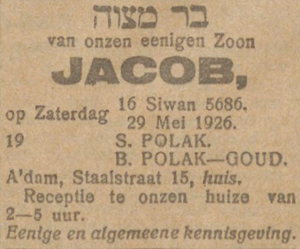 בר מצוה
van onzen eenigen Zoon
JACOB,
op Zaterdag 16 Siwan 5686.
29 Mei 1926.
19 S. POLAK.
B. POLAK—GOUD.
A'dam, Staalstraat 15, huis.
Receptie te onzen huize van
2—5 uur.
Eenige en algemeene kennisgeving.